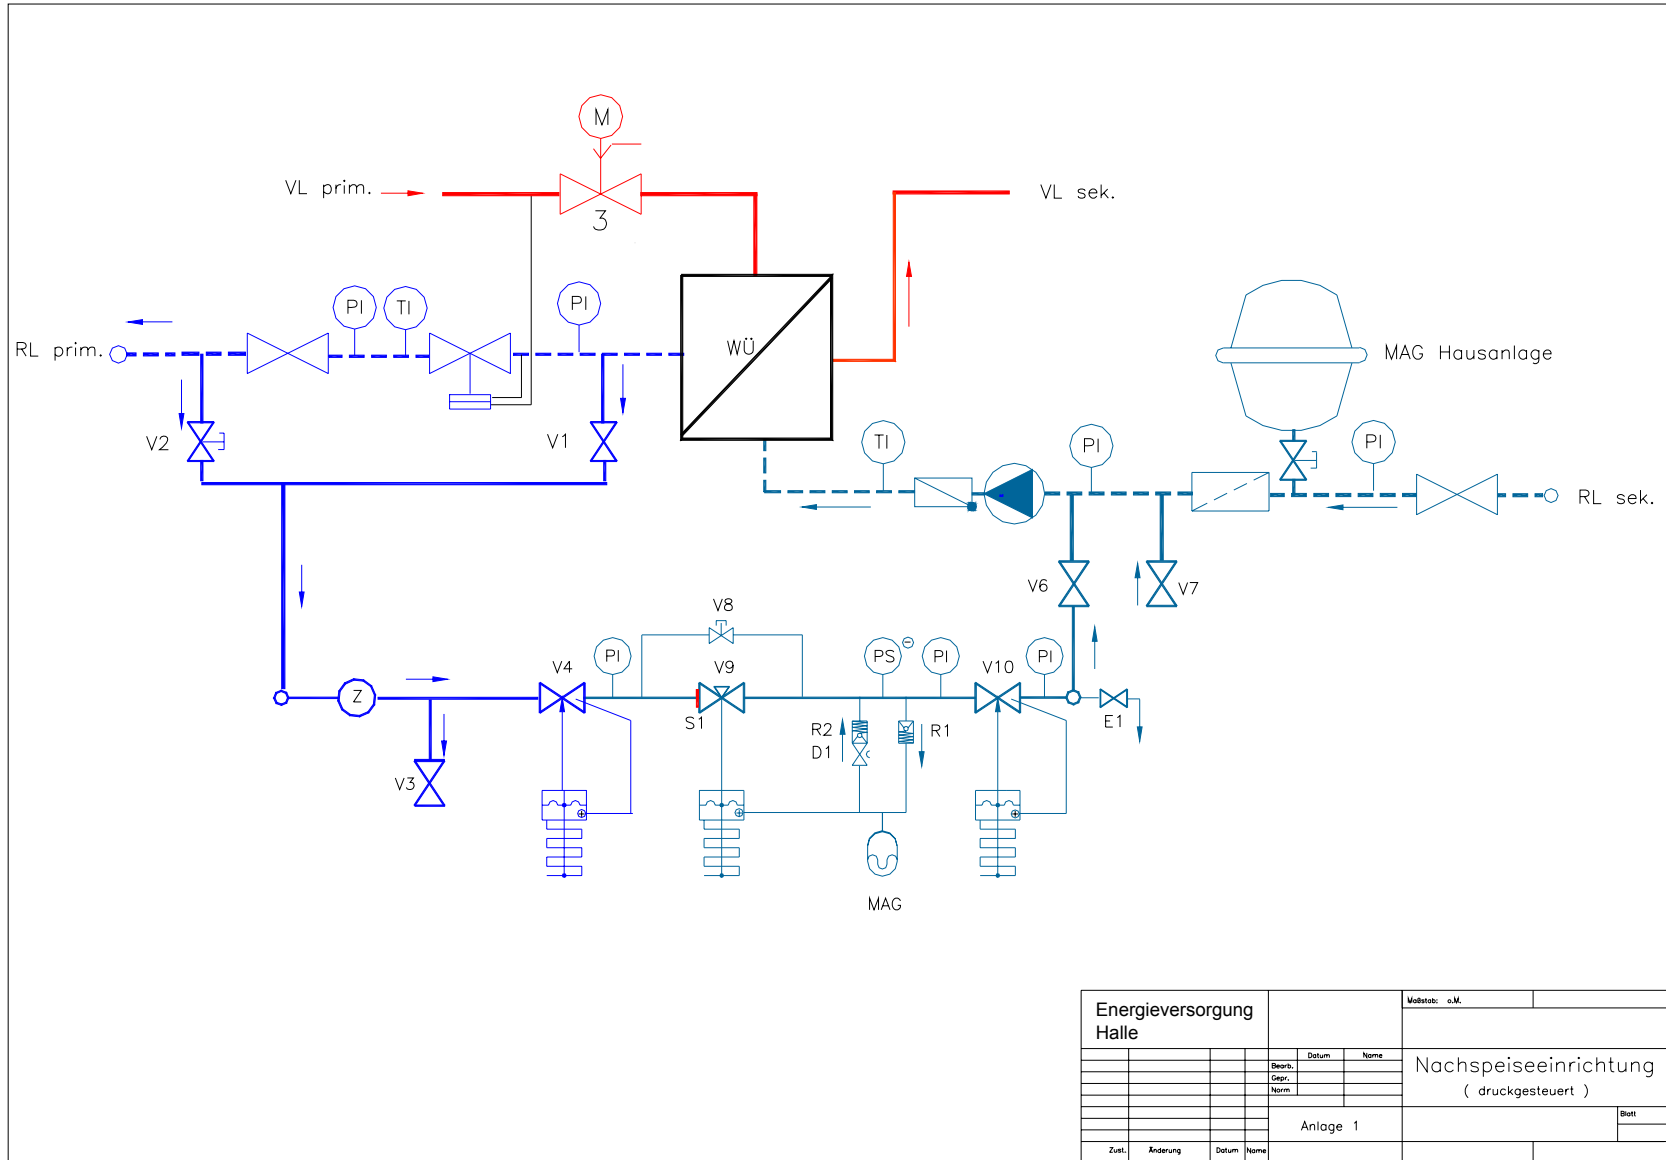 M
VL prim.
3
VL sek.
PI
TI
PI
RL prim.
WÜ
MAG Hausanlage
V2
V1
TI
PI
PI
RL sek.
V6
V7
V8
PI
PS
PI
PI
V4
V9
V10
Z
S1
R2
R1
E1
D1
V3
MAG
Energieversorgung
Halle
Maßstab: o.M.
Datum Name
Bearb.
Gepr.
Norm
Nachspeiseeinrichtung
( druckgesteuert )
Anlage 1
Blatt
Zust. Änderung Datum Name